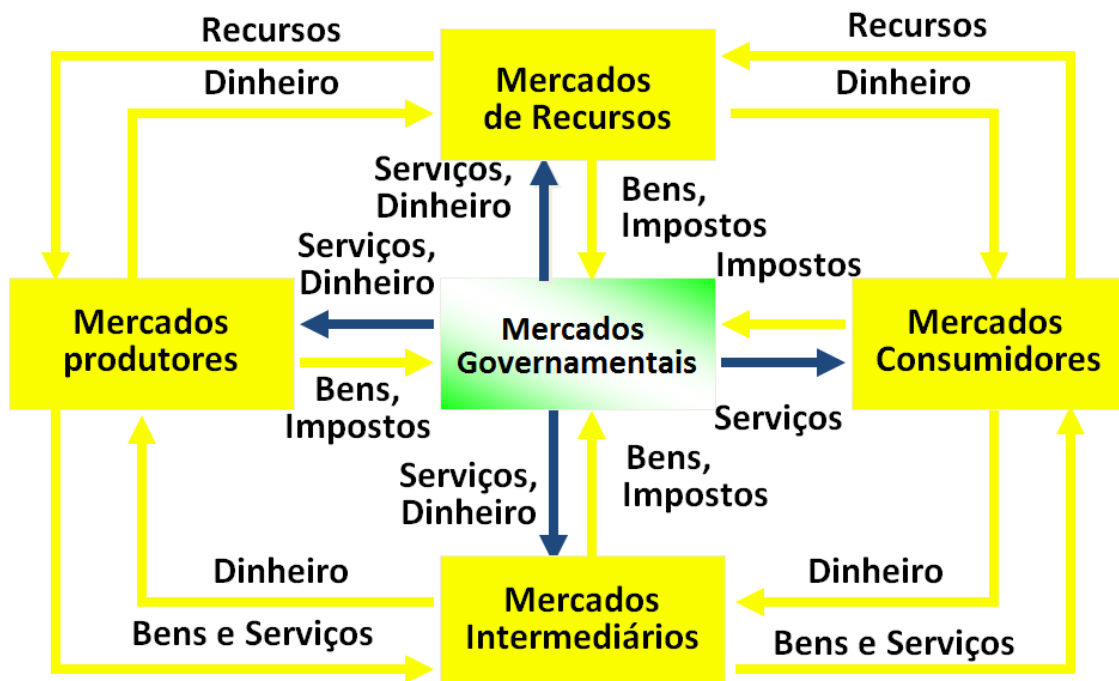 Recursos
Recursos
Dinheiro
Mercados
de Recursos
Dinheiro
Serviços,
Dinheiro
Bens,
Impostos
Serviços,
Dinheiro
Impostos
Mercados
produtores
Mercados
Governamentais
Mercados
Consumidores
Bens,
Impostos
Serviços
Serviços,
Dinheiro
Bens,
Impostos
Dinheiro
Mercados
Intermediários
Dinheiro
Bens e Serviços
Bens e Serviços